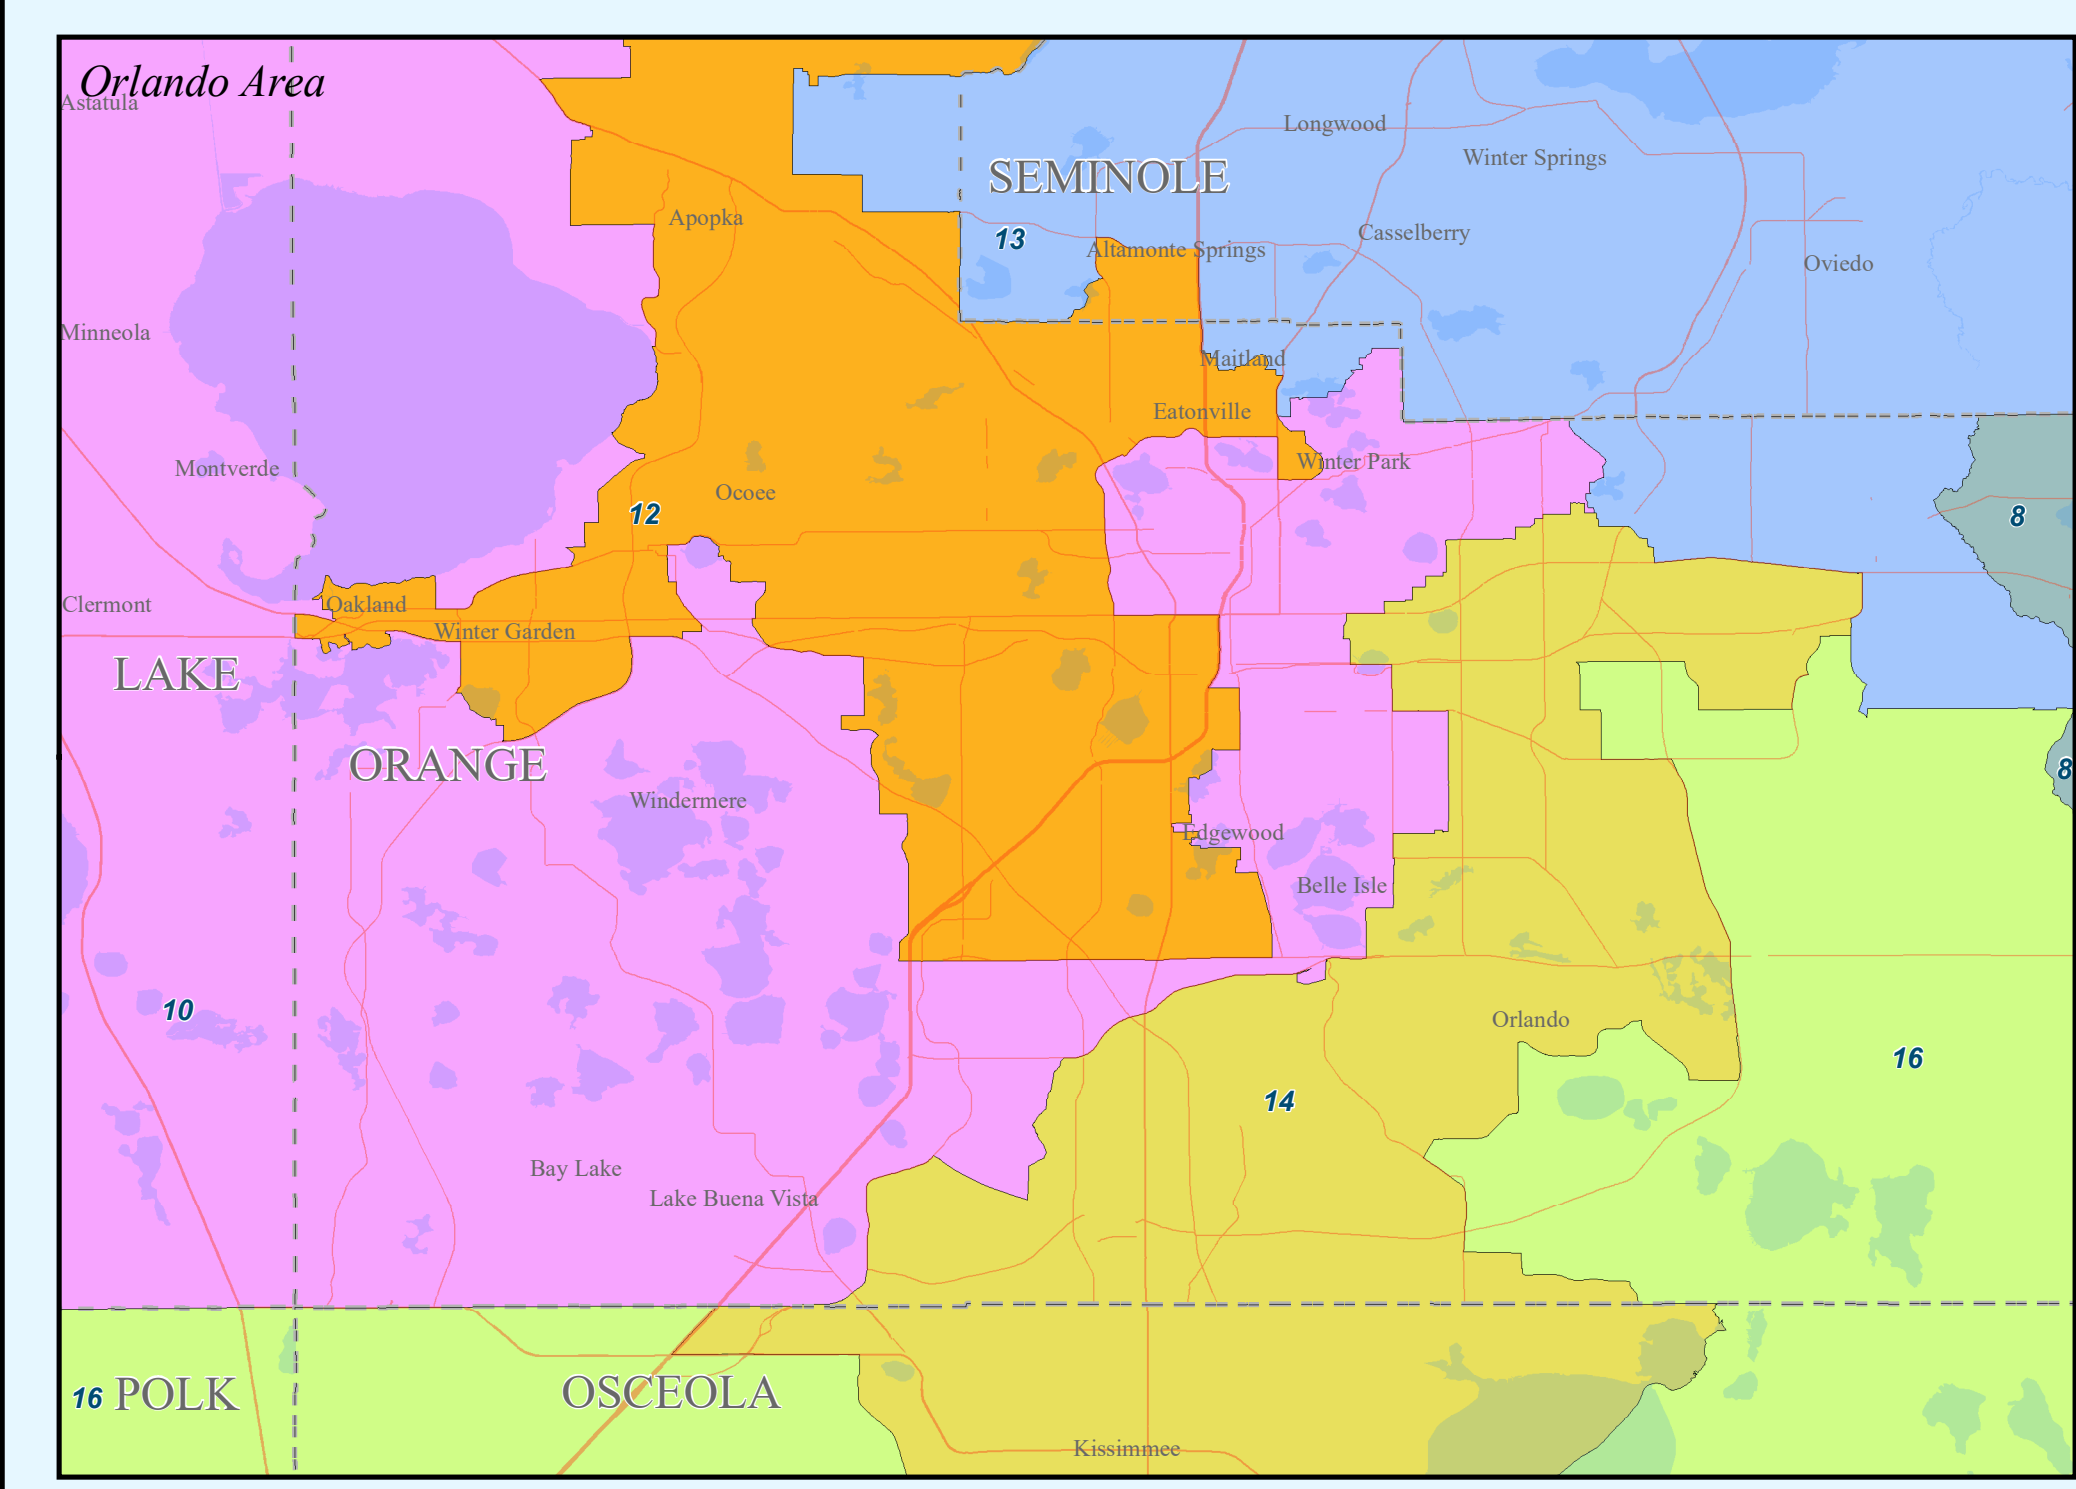 Orlando Area
Astatula
Longwood
Winter Springs
SEMINOLE
Apopka
13
Casselberry
Altamonte Springs
Oviedo
Minneola
Maitland
Eatonville
Winter Park
Montverde
Ocoee
12
8
Clermont
Oakland
Winter Garden
LAKE
ORANGE
8
Windermere
Edgewood
Belle Isle
10
Orlando
16
14
Bay Lake
Lake Buena Vista
16 POLK
OSCEOLA
Kissimmee